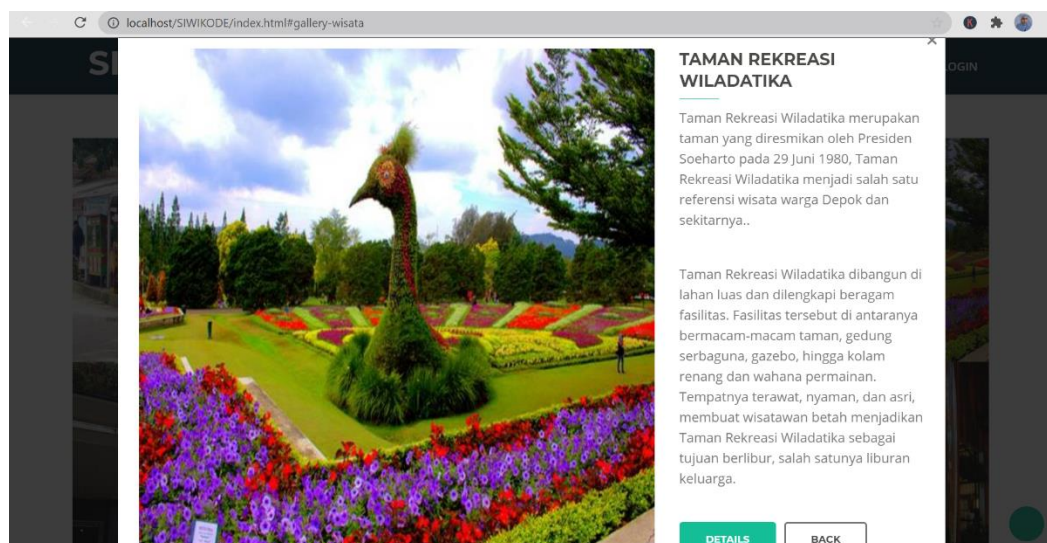 localhost/SIWIKODE/index.html#gallery-wisata
SI
OGIN
TAMAN REKREASI
WILADATIKA
Taman Rekreasi Wiladatika merupakan
taman yang diresmikan oleh Presiden
Soeharto pada 29 Juni 1980, Taman
Rekreasi Wiladatika menjadi salah satu
referensi wisata warga Depok dan
sekitarnya..
Taman Rekreasi Wiladatika dibangun di
lahan luas dan dilengkapi beragam
fasilitas. Fasilitas tersebut di antaranya
bermacam-macam taman, gedung
serbaguna, gazebo, hingga kolam
renang dan wahana permainan.
Tempatnya terawat, nyaman, dan asri,
membuat wisatawan betah menjadikan
Taman Rekreasi Wiladatika sebagai
tujuan berlibur, salah satunya liburan
keluarga.
DETAILS
BACK